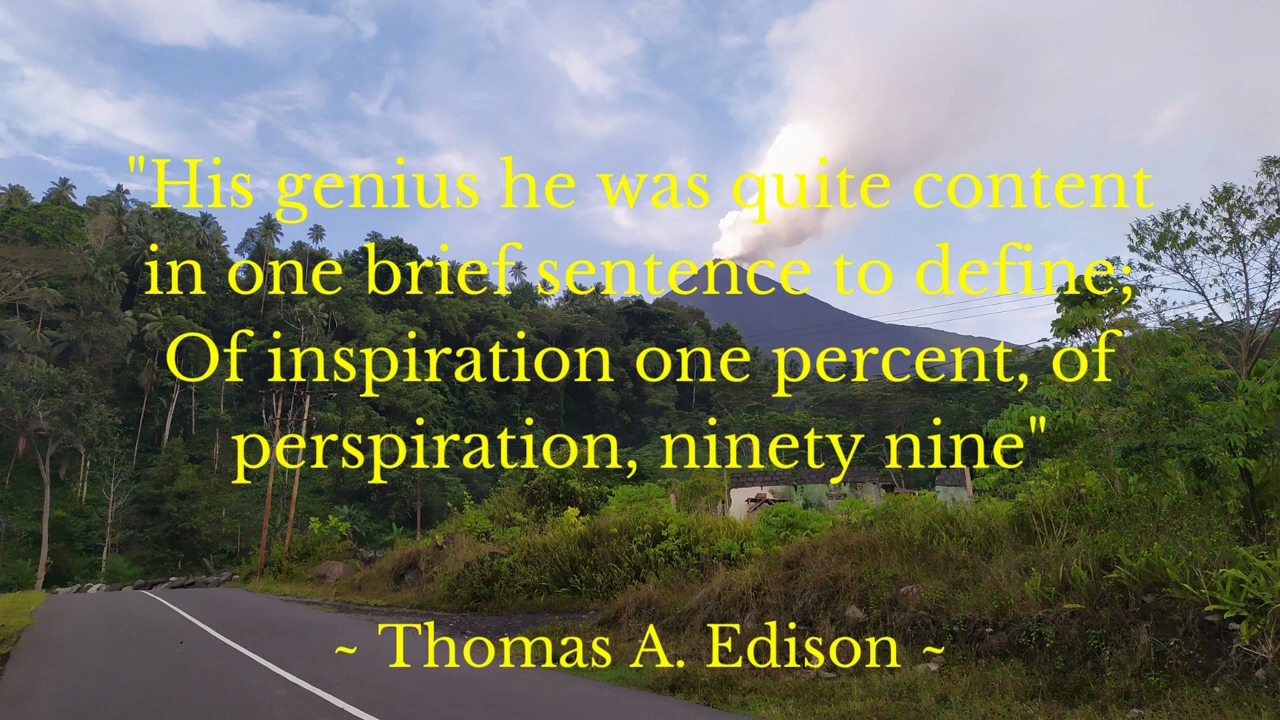 "His genius he was quite content
in one brief sentence to define;
Of inspiration one percent, of
perspiration, ninety nine"
~ Thomas A. Edison ~